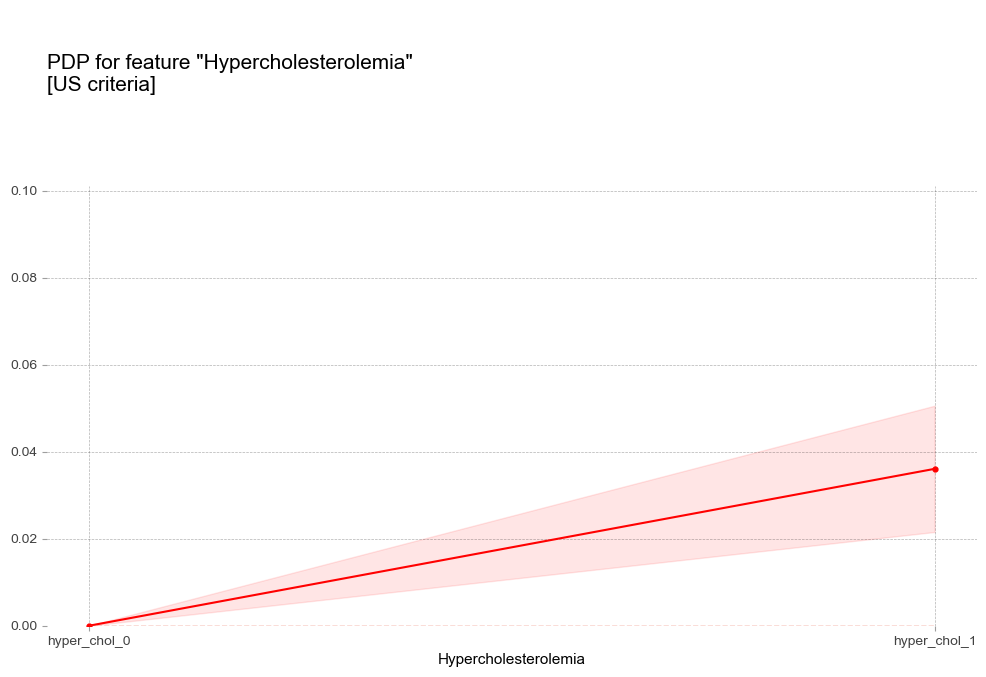 PDP for feature "Hypercholesterolemia"
[US criteria]
0.10
0.08
0.06
0.04
0.02
0.00
hyper_chol_0
hyper_chol_1
Hypercholesterolemia